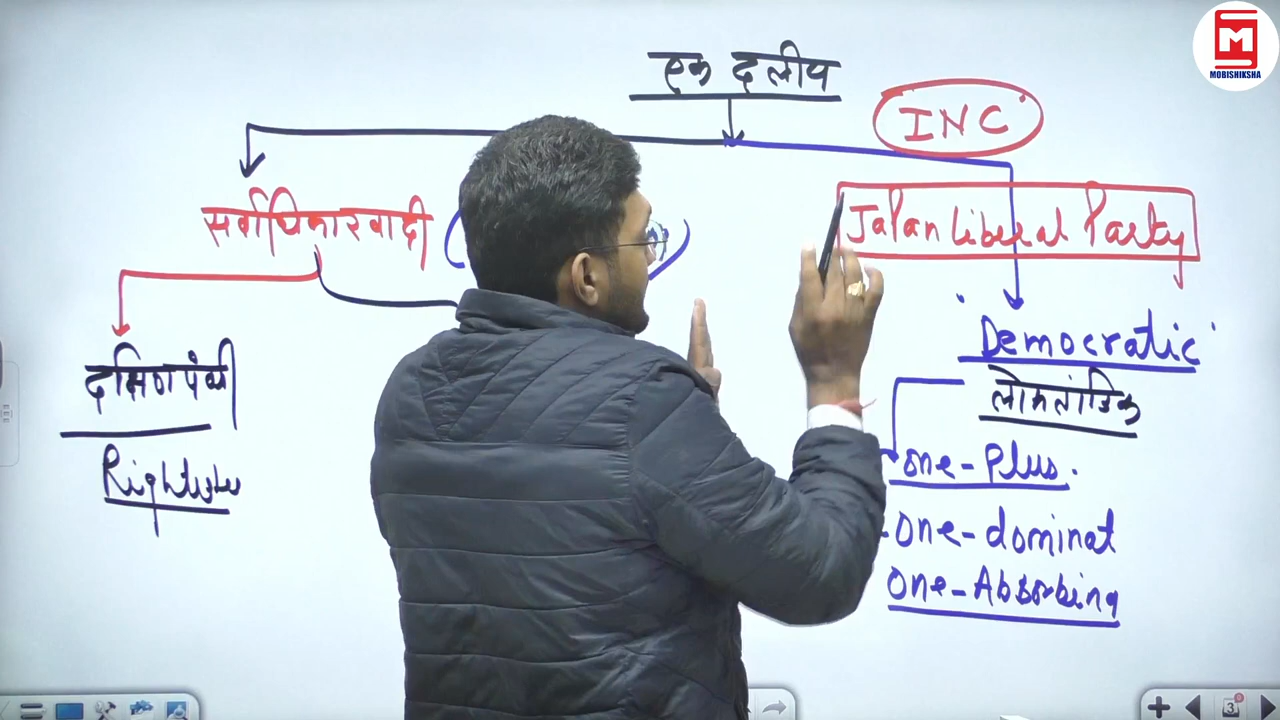 एक दलीय
INC
M
MOBISHIKSHA
सर्वाधिकारवादी
Japan Liberal Party
Democratic
दक्षिणपंथी
लोकतांत्रिक
one-Plus.
one-dominat
one-Absorbing
3